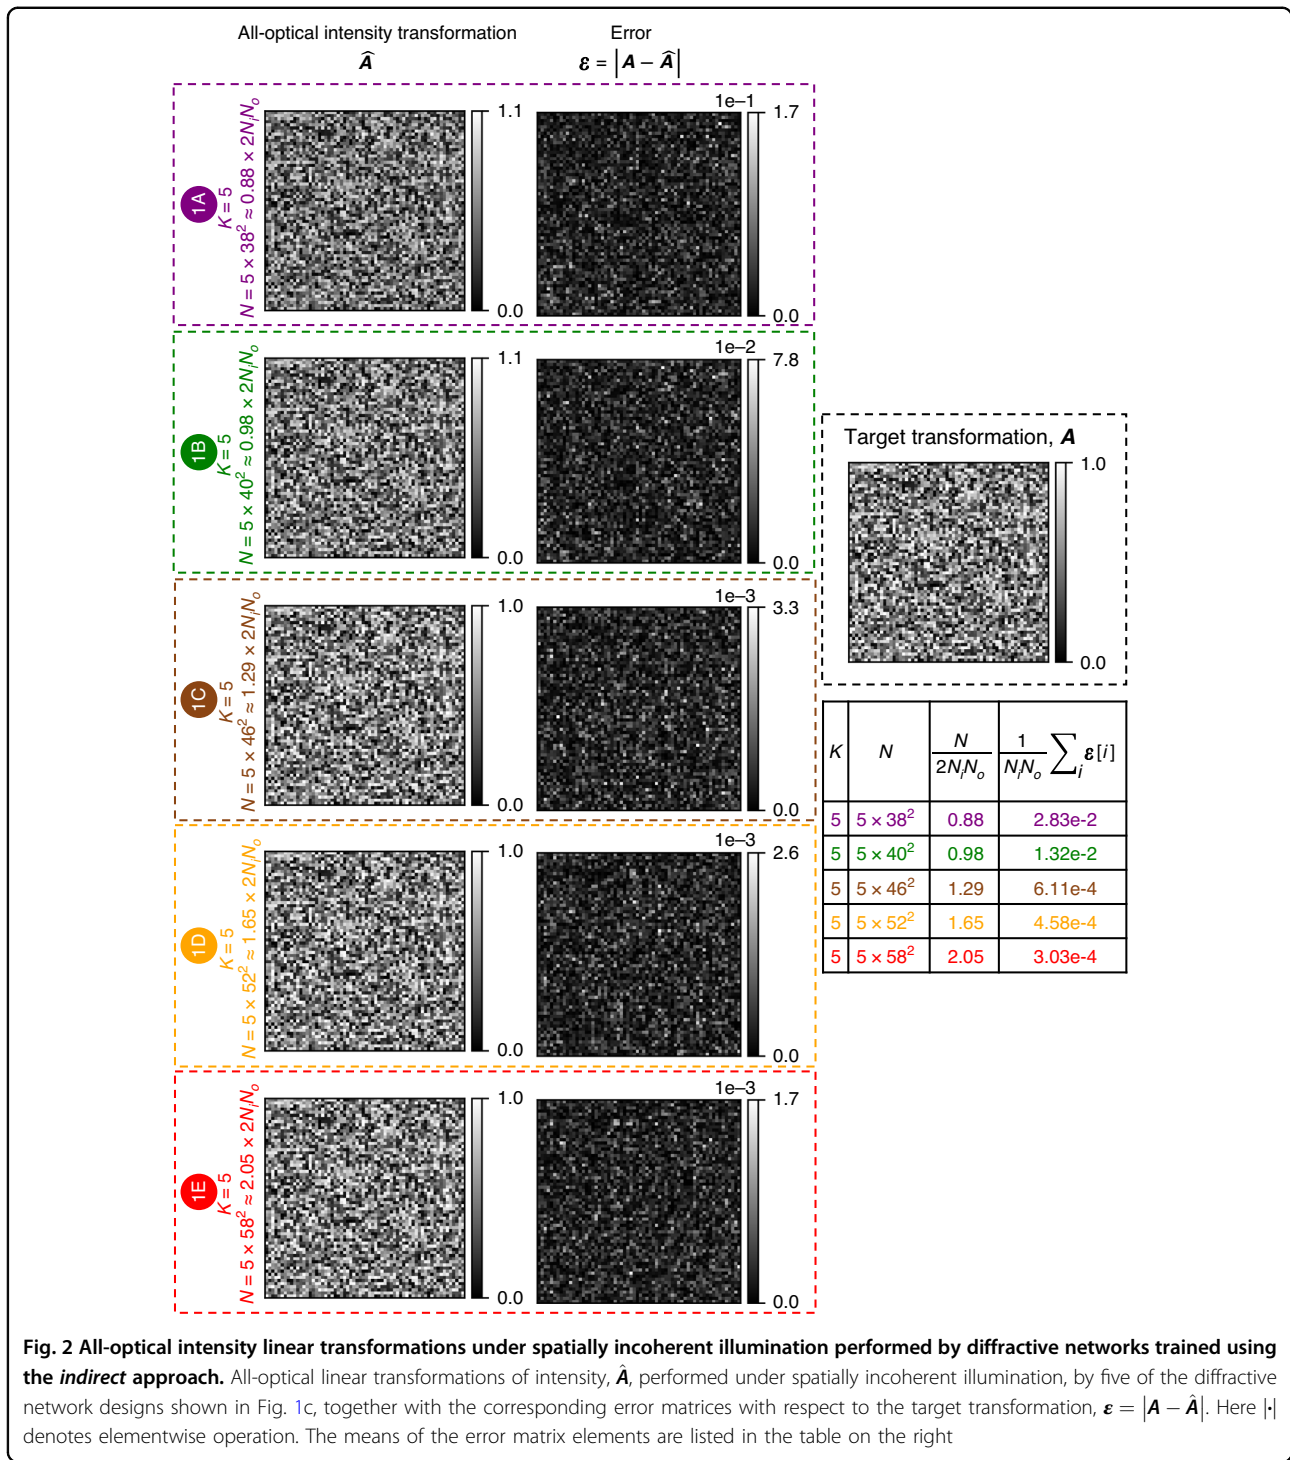 All-optical intensity transformation
Â
Error
ε = |A − Â|
1A
K = 5
N = 5 × 38² ≈ 0.88 × 2NᵢNₒ
1.1
0.0
1e–1
1.7
0.0
1B
K = 5
N = 5 × 40² ≈ 0.98 × 2NᵢNₒ
1.1
0.0
1e–2
7.8
0.0
1C
K = 5
N = 5 × 46² ≈ 1.29 × 2NᵢNₒ
1.0
0.0
1e–3
3.3
0.0
1D
K = 5
N = 5 × 52² ≈ 1.65 × 2NᵢNₒ
1.0
0.0
1e–3
2.6
0.0
1E
K = 5
N = 5 × 58² ≈ 2.05 × 2NᵢNₒ
1.0
0.0
1e–3
1.7
0.0
Target transformation, A
1.0
0.0
K N N/2NᵢNₒ 1/NᵢNₒ ∑ᵢ ε[i]
5 5 × 38² 0.88 2.83e-2
5 5 × 40² 0.98 1.32e-2
5 5 × 46² 1.29 6.11e-4
5 5 × 52² 1.65 4.58e-4
5 5 × 58² 2.05 3.03e-4
Fig. 2 All-optical intensity linear transformations under spatially incoherent illumination performed by diffractive networks trained using
the indirect approach. All-optical linear transformations of intensity, Â, performed under spatially incoherent illumination, by five of the diffractive
network designs shown in Fig. 1c, together with the corresponding error matrices with respect to the target transformation, ε = |A − Â|. Here |·|
denotes elementwise operation. The means of the error matrix elements are listed in the table on the right